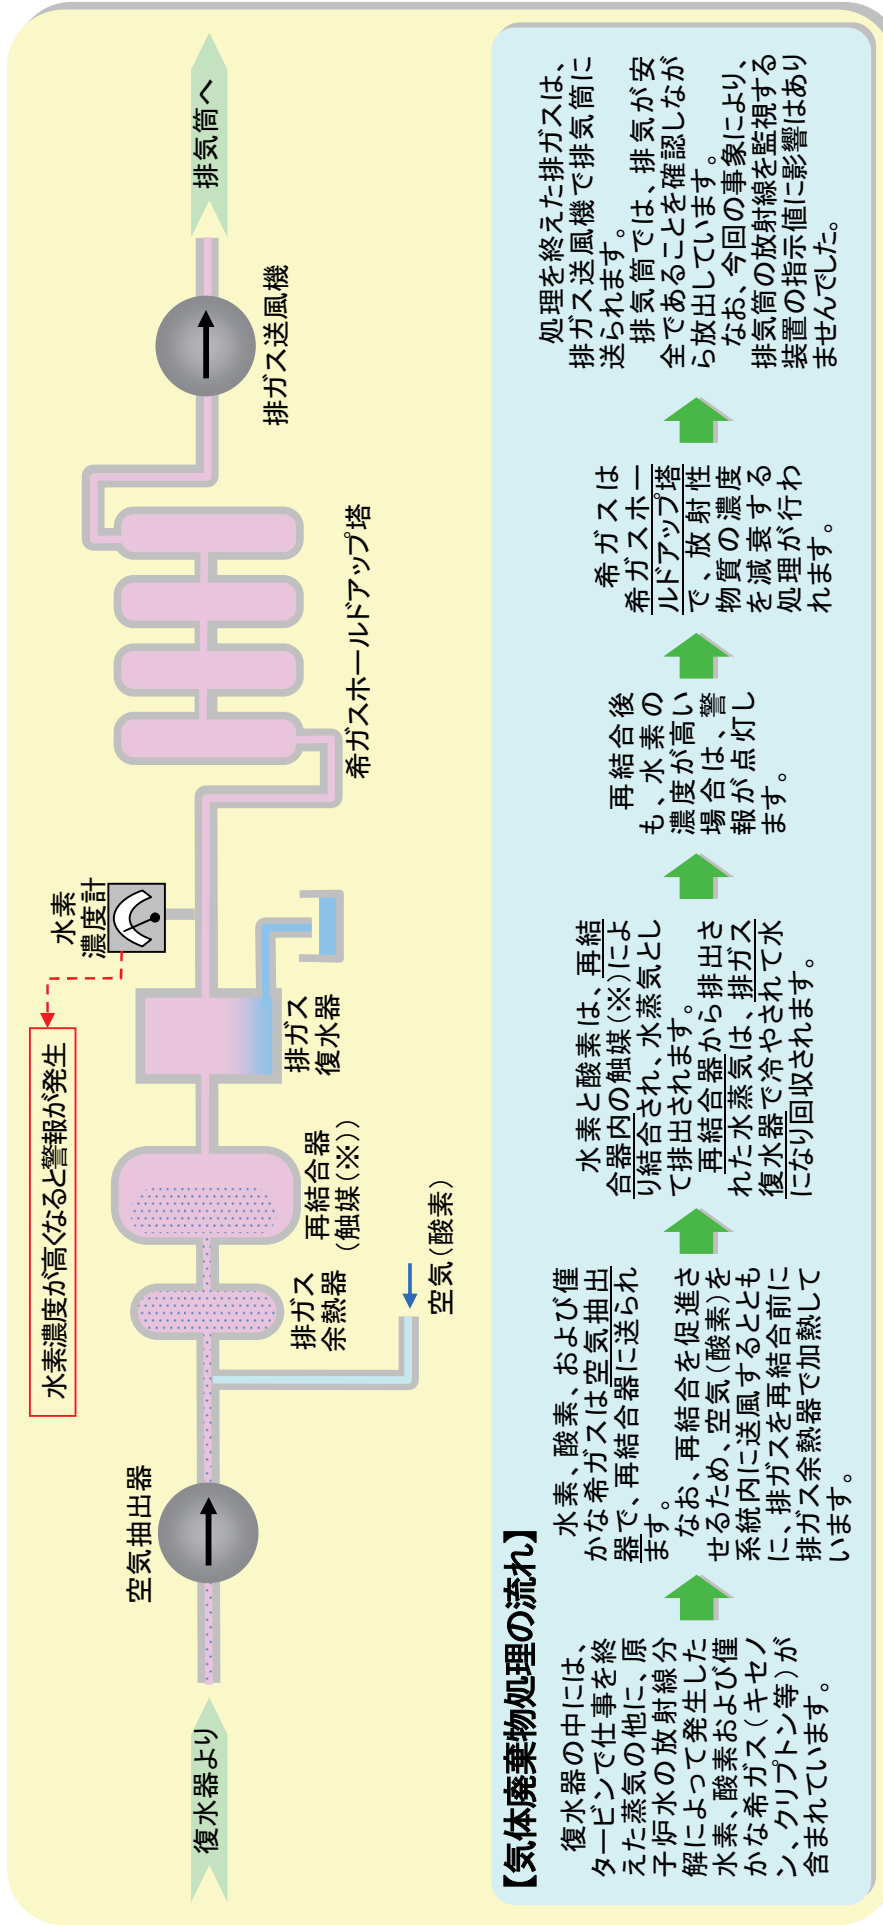 水素濃度が高くなると警報が発生
水素
濃度計
復水器より
空気抽出器
排ガス
余熱器
再結合器
（触媒（※））
排ガス
復水器
空気（酸素）
希ガスホールドアップ塔
排ガス送風機
排気筒へ
【気体廃棄物処理の流れ】
復水器の中には、
タービンで仕事を終
えた蒸気の他に、原
子炉水の放射線分
解によって発生した
水素、酸素および僅
かな希ガス（キセノ
ン、クリプトン等）が
含まれています。
水素、酸素、および僅
かな希ガスは空気抽出
器で、再結合器に送られ
ます。
なお、再結合を促進さ
せるため、空気（酸素）を
系統内に送風するととも
に、排ガスを再結合前に
排ガス余熱器で加熱して
います。
水素と酸素は、再結
合器内の触媒（※）によ
り結合され、水蒸気とし
て排出されます。
再結合器から排出さ
れた水蒸気は、排ガス
復水器で冷やされて水
になり回収されます。
再結合後
も、水素の
濃度が高い
場合は、警
報が点灯し
ます。
希ガスは
希ガスホー
ルドアップ塔
で、放射性
物質の濃度
を減衰する
処理が行わ
れます。
処理を終えた排ガスは、
排ガス送風機で排気筒に
送られます。
排気筒では、排気が安
全であることを確認しなが
ら放出しています。
なお、今回の事象により、
排気筒の放射線を監視する
装置の指示値に影響はあり
ませんでした。